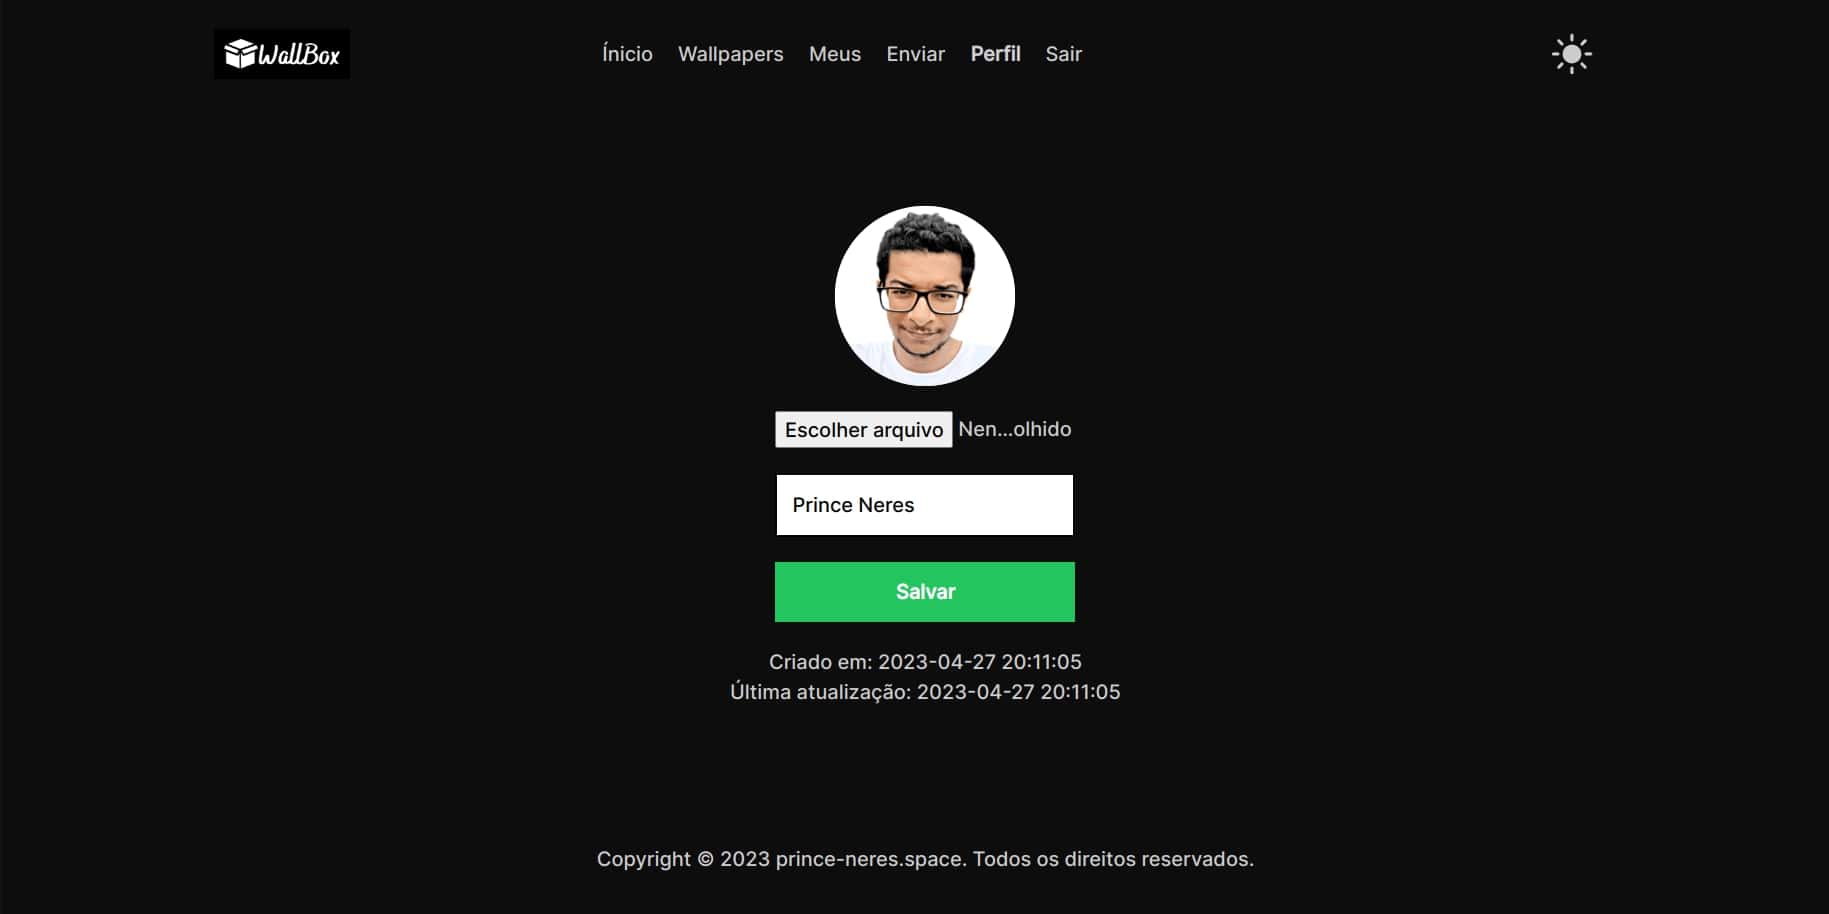 WallBox
Ínicio Wallpapers Meus Enviar Perfil Sair
Escolher arquivo Nen...olhido
Prince Neres
Salvar
Criado em: 2023-04-27 20:11:05
Última atualização: 2023-04-27 20:11:05
Copyright © 2023 prince-neres.space. Todos os direitos reservados.